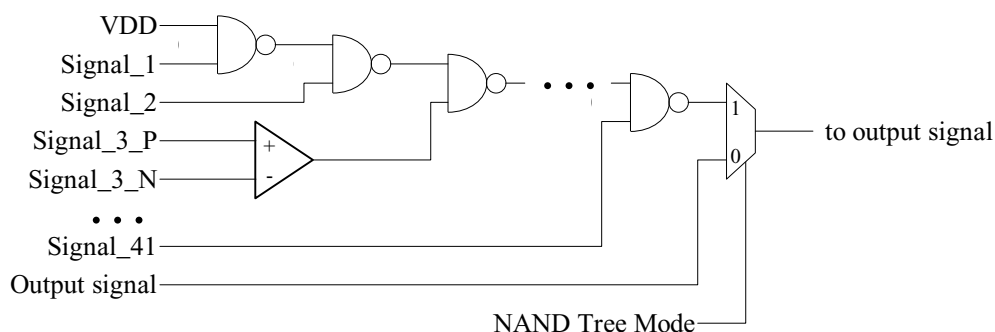 VDD
Signal_1
Signal_2
Signal_3_P
+
Signal_3_N
-
1
0
to output signal
• • •
• • •
Signal_41
Output signal
NAND Tree Mode